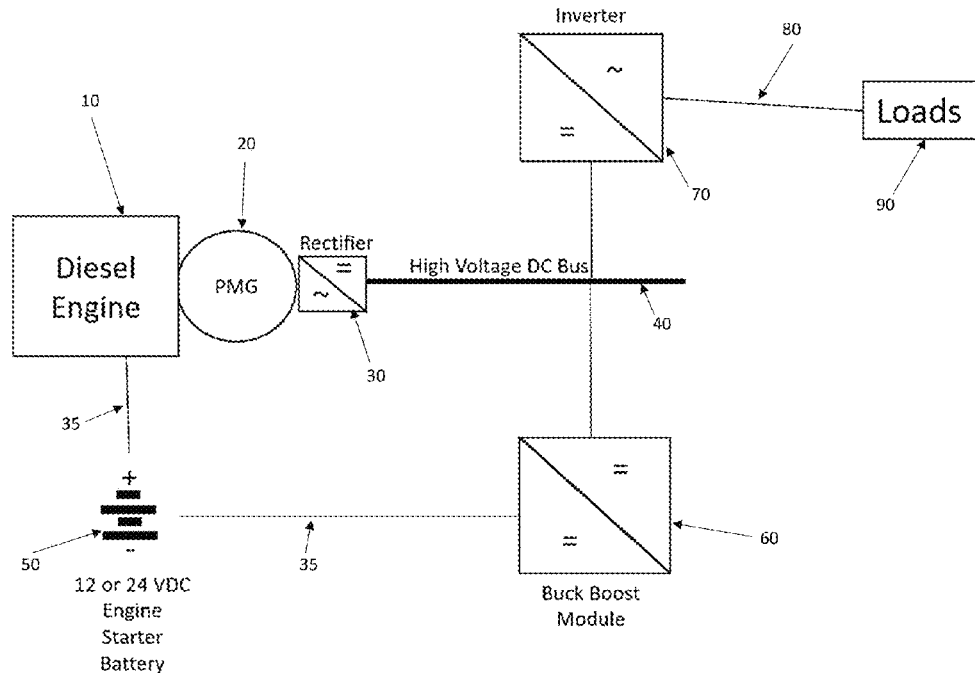 Inverter
80
~
=
Loads
10
20
70
90
Diesel
Engine
PMG
Rectifier
=
~
High Voltage DC Bus
40
30
35
+
-
50
12 or 24 VDC
Engine
Starter
Battery
35
=
=
60
Buck Boost
Module